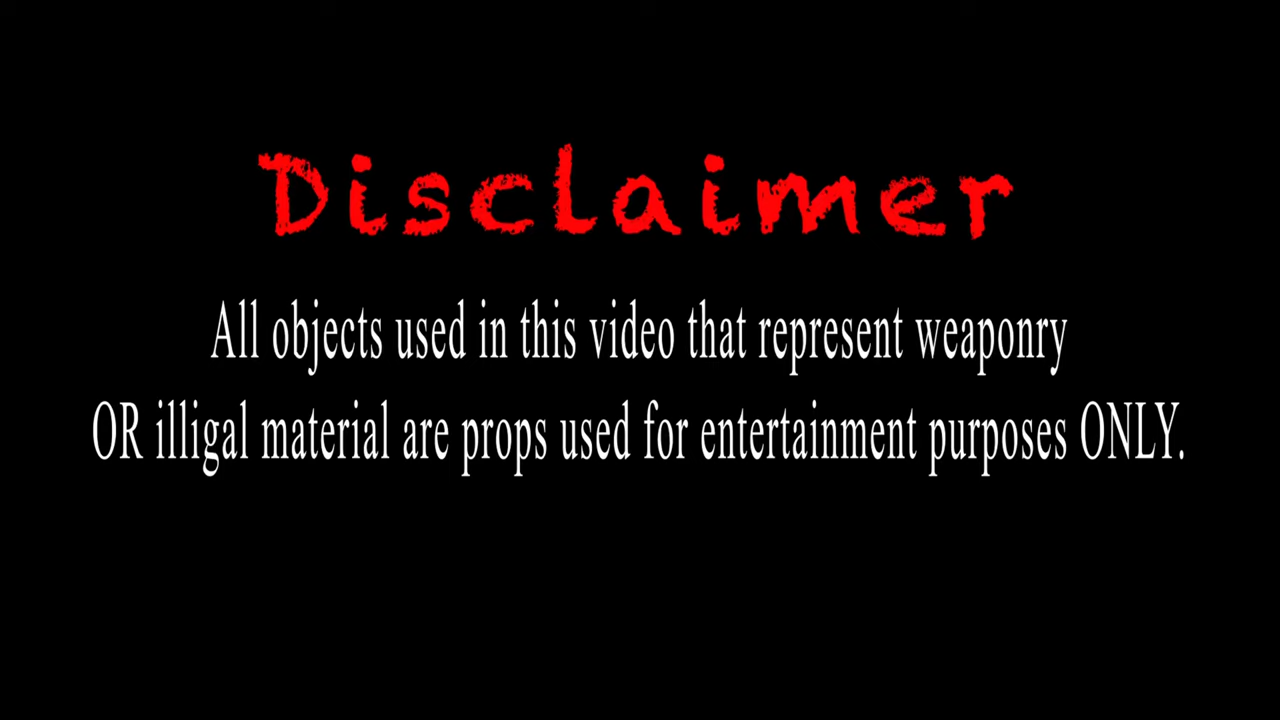 Disclaimer
All objects used in this video that represent weaponry
OR illigal material are props used for entertainment purposes ONLY.